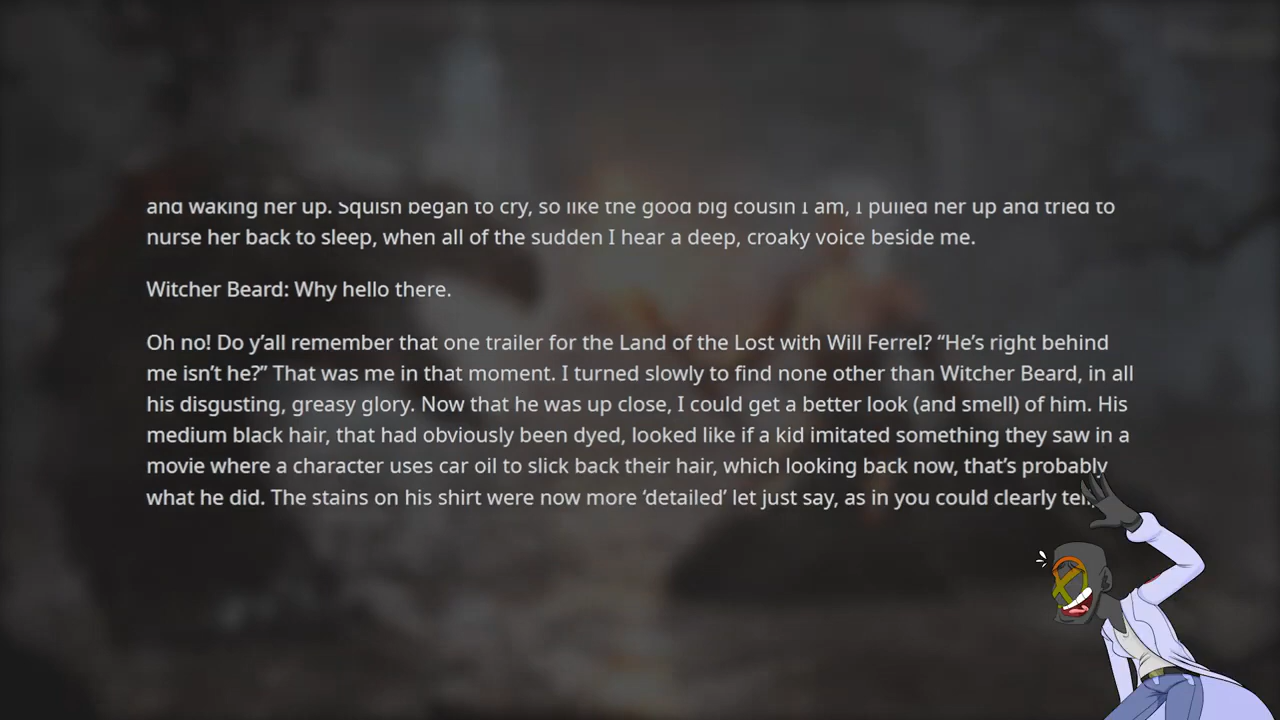 and waking her up. Squish began to cry, so like the good big cousin I am, I pulled her up and tried to
nurse her back to sleep, when all of the sudden I hear a deep, croaky voice beside me.
Witcher Beard: Why hello there.
Oh no! Do y’all remember that one trailer for the Land of the Lost with Will Ferrel? “He’s right behind
me isn’t he?” That was me in that moment. I turned slowly to find none other than Witcher Beard, in all
his disgusting, greasy glory. Now that he was up close, I could get a better look (and smell) of him. His
medium black hair, that had obviously been dyed, looked like if a kid imitated something they saw in a
movie where a character uses car oil to slick back their hair, which looking back now, that’s probably
what he did. The stains on his shirt were now more ‘detailed’ let just say, as in you could clearly